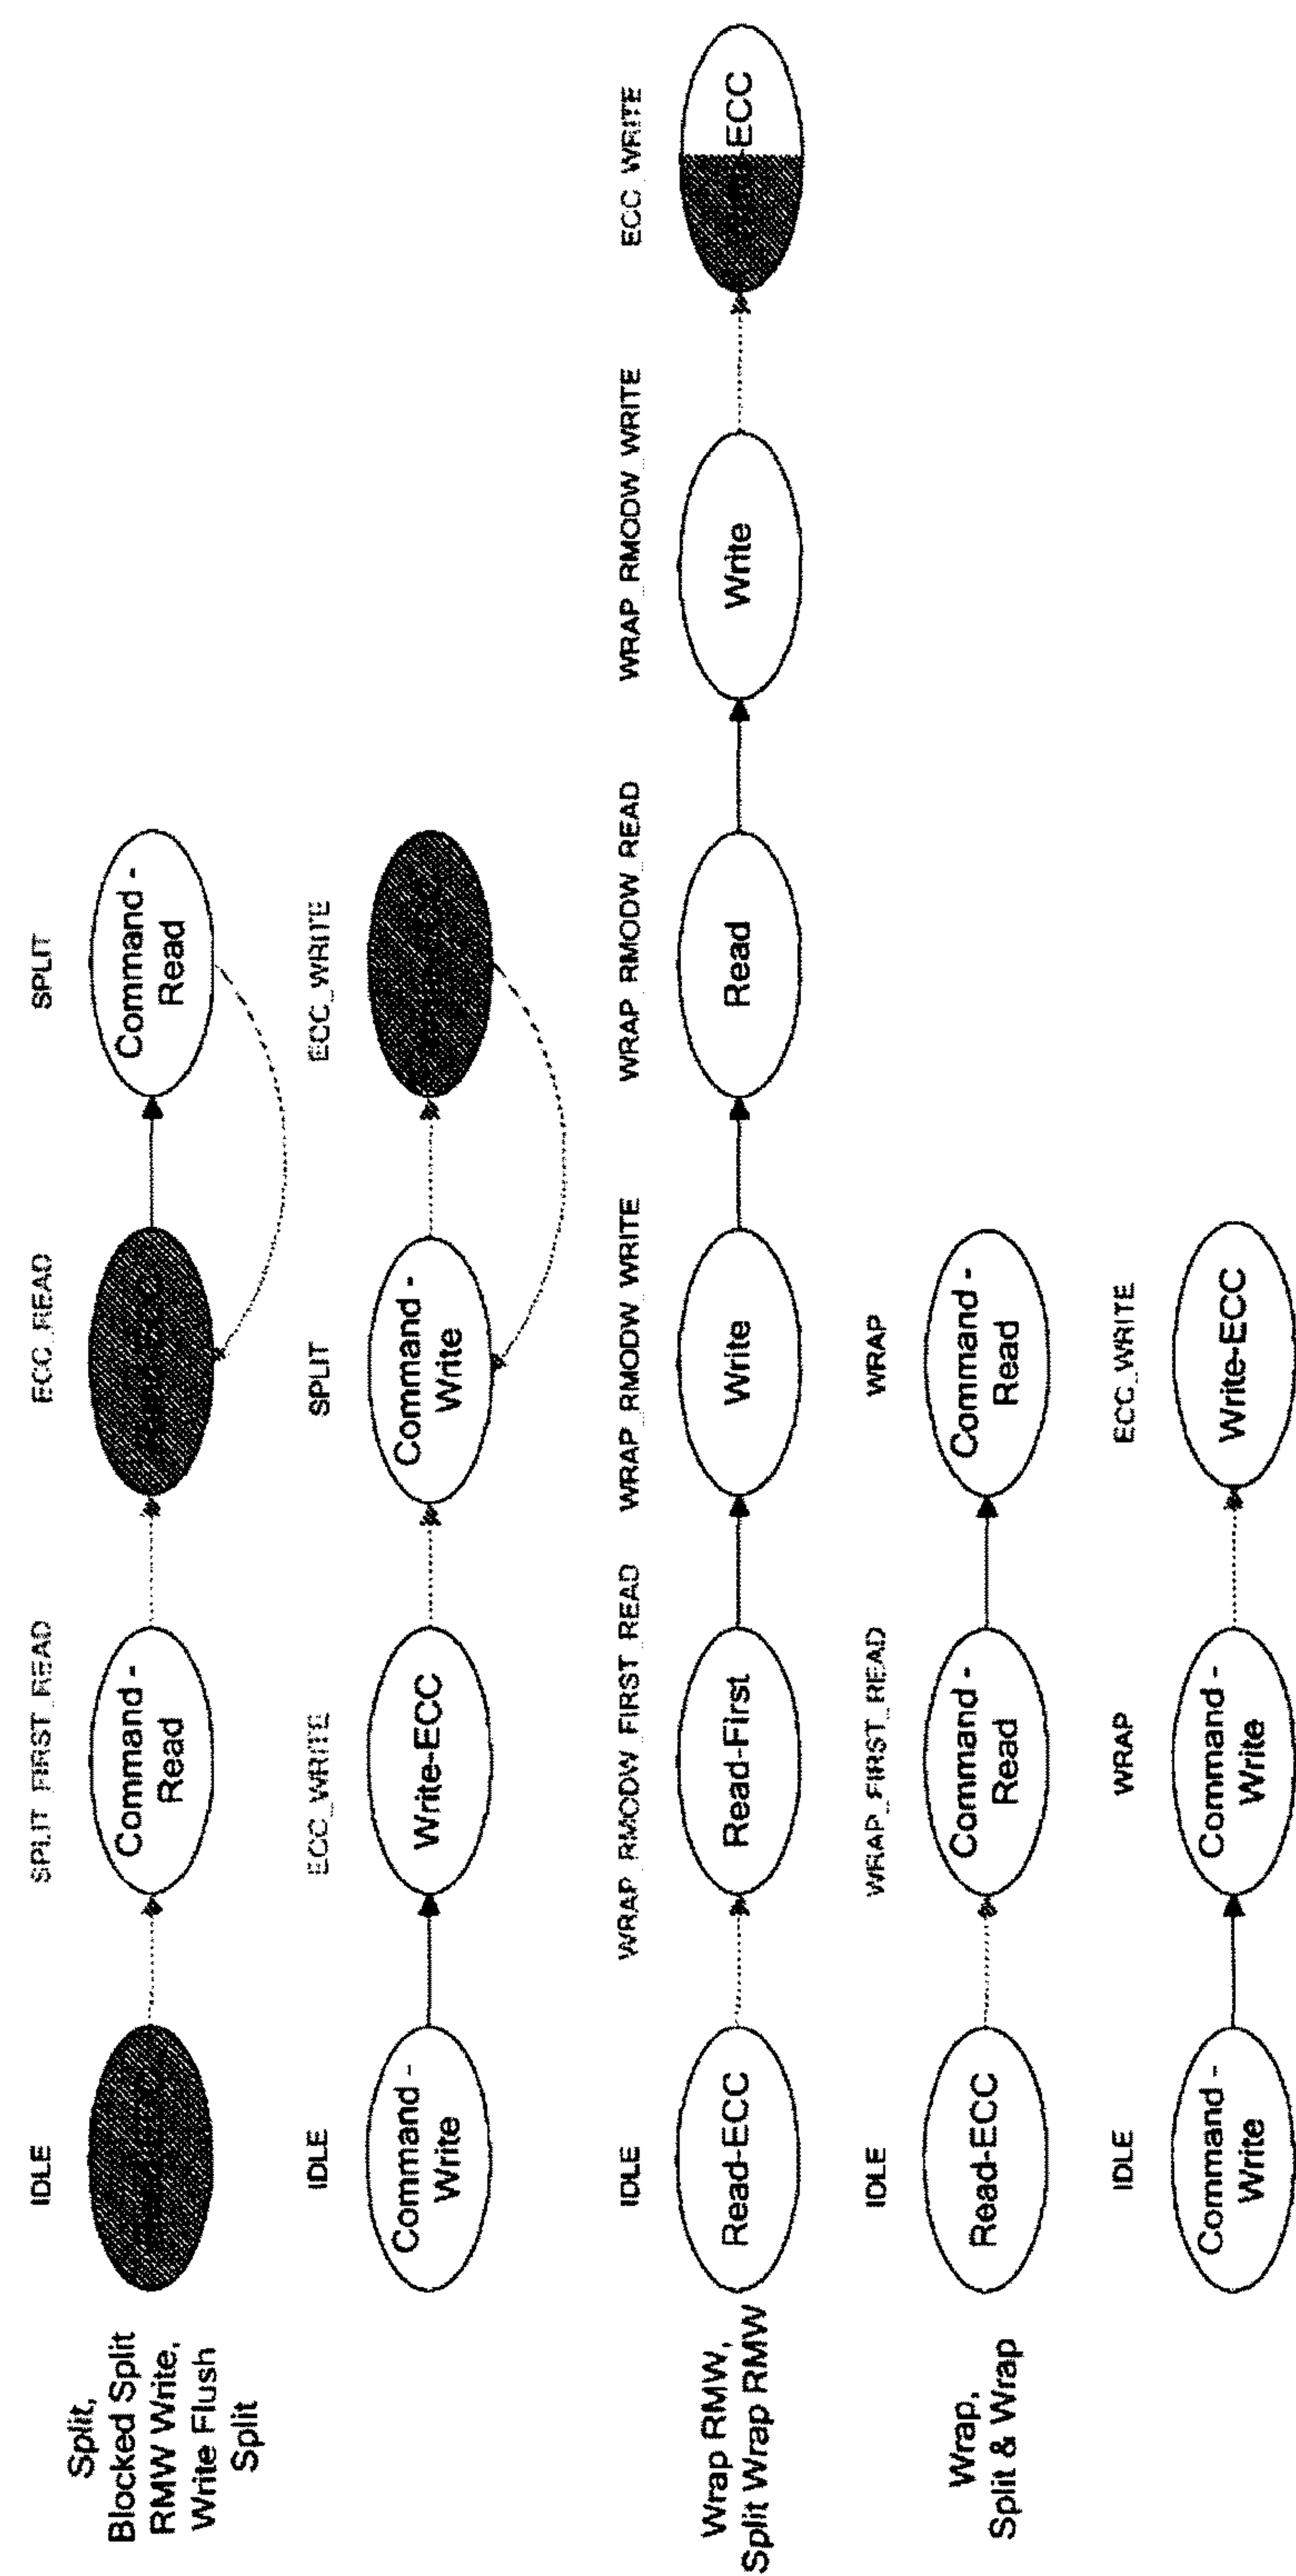 Split,
Blocked Split
RMW Write,
Write Flush
Split
IDLE
SPLIT_FIRST_READ
Command -
Read
ECC_READ
SPLIT
Command -
Read
IDLE
Command -
Write
ECC_WRITE
Write-ECC
SPLIT
Command -
Write
ECC_WRITE
Wrap RMW,
Split Wrap RMW
IDLE
Read-ECC
WRAP_RMODW_FIRST_READ
Read-First
WRAP_RMODW_WRITE
Write
WRAP_RMODW_READ
Read
WRAP_RMODW_WRITE
Write
ECC_WRITE
-ECC
Wrap,
Split & Wrap
IDLE
Read-ECC
WRAP_FIRST_READ
Command -
Read
WRAP
Command -
Read
IDLE
Command -
Write
WRAP
Command -
Write
ECC_WRITE
Write-ECC